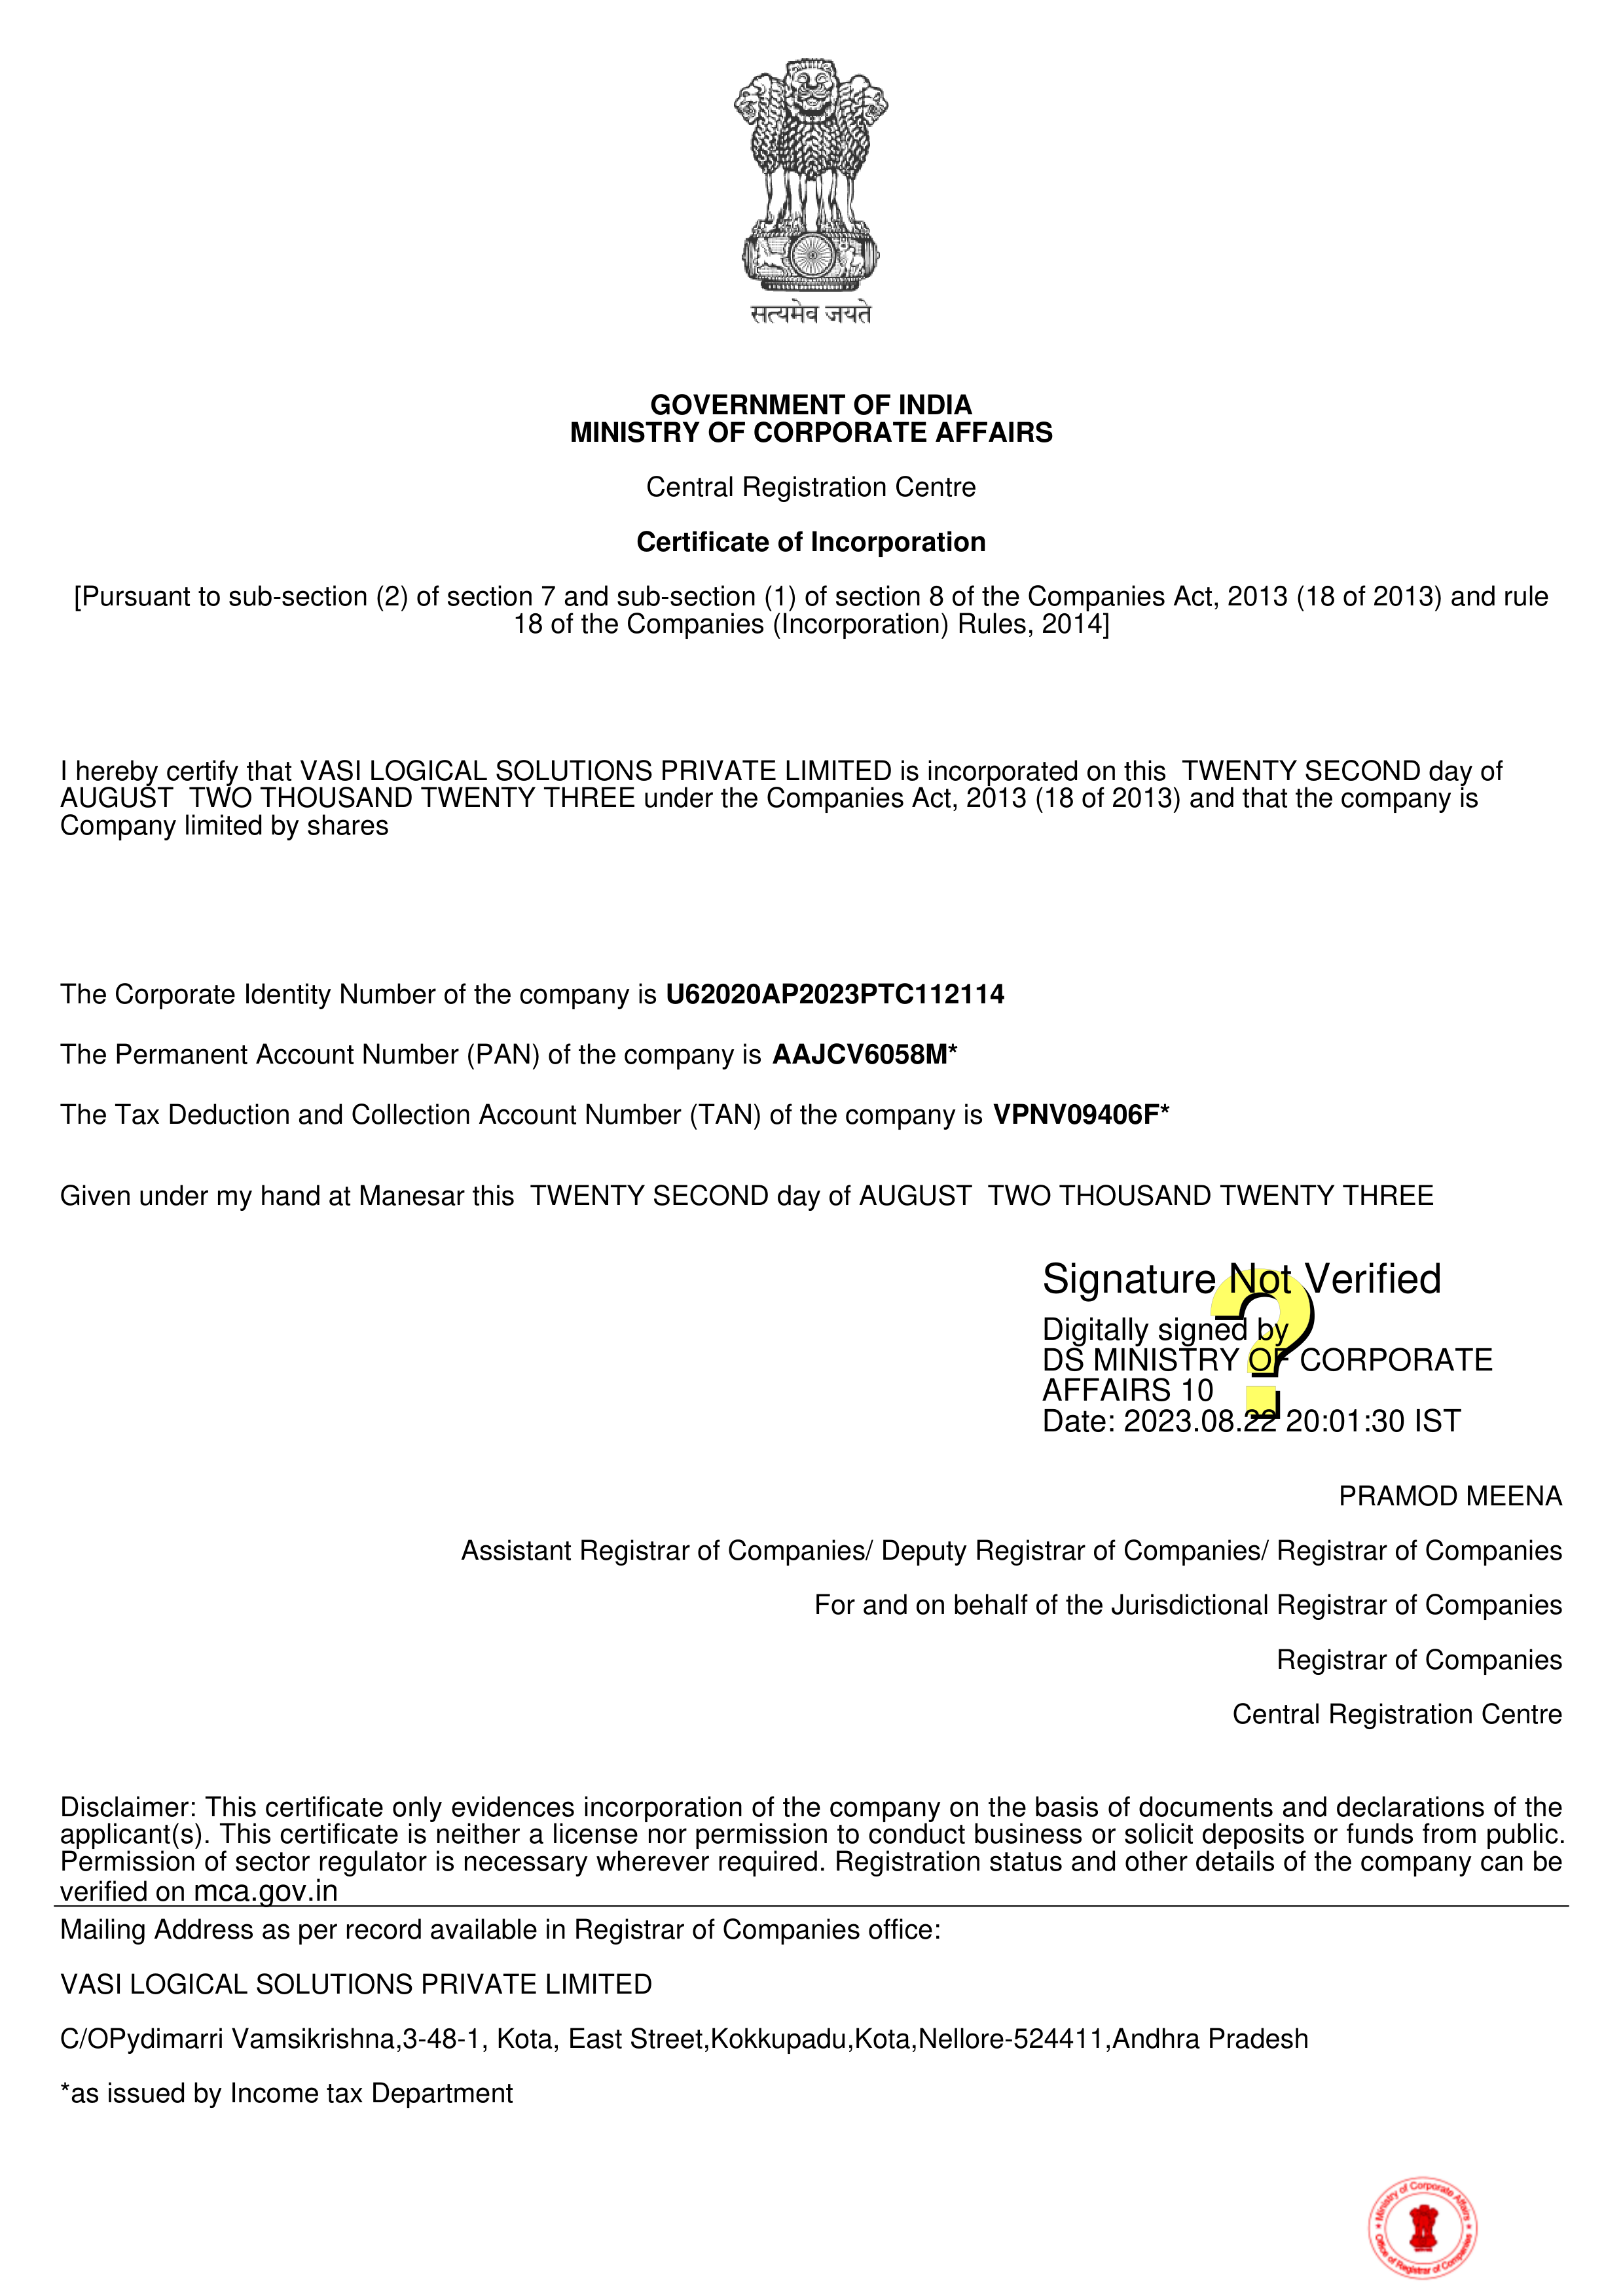 सत्यमेव जयते
GOVERNMENT OF INDIA
MINISTRY OF CORPORATE AFFAIRS
Central Registration Centre
Certificate of Incorporation
[Pursuant to sub-section (2) of section 7 and sub-section (1) of section 8 of the Companies Act, 2013 (18 of 2013) and rule
18 of the Companies (Incorporation) Rules, 2014]
I hereby certify that VASI LOGICAL SOLUTIONS PRIVATE LIMITED is incorporated on this TWENTY SECOND day of
AUGUST TWO THOUSAND TWENTY THREE under the Companies Act, 2013 (18 of 2013) and that the company is
Company limited by shares
The Corporate Identity Number of the company is U62020AP2023PTC112114
The Permanent Account Number (PAN) of the company is AAJCV6058M*
The Tax Deduction and Collection Account Number (TAN) of the company is VPNV09406F*
Given under my hand at Manesar this TWENTY SECOND day of AUGUST TWO THOUSAND TWENTY THREE
Signature Not Verified
Digitally signed by
DS MINISTRY OF CORPORATE
AFFAIRS 10
Date: 2023.08.22 20:01:30 IST
PRAMOD MEENA
Assistant Registrar of Companies/ Deputy Registrar of Companies/ Registrar of Companies
For and on behalf of the Jurisdictional Registrar of Companies
Registrar of Companies
Central Registration Centre
Disclaimer: This certificate only evidences incorporation of the company on the basis of documents and declarations of the
applicant(s). This certificate is neither a license nor permission to conduct business or solicit deposits or funds from public.
Permission of sector regulator is necessary wherever required. Registration status and other details of the company can be
verified on mca.gov.in
Mailing Address as per record available in Registrar of Companies office:
VASI LOGICAL SOLUTIONS PRIVATE LIMITED
C/OPydimarri Vamsikrishna,3-48-1, Kota, East Street,Kokkupadu,Kota,Nellore-524411,Andhra Pradesh
*as issued by Income tax Department
Ministry of Corporate Affairs
Office of Registrar of Companies